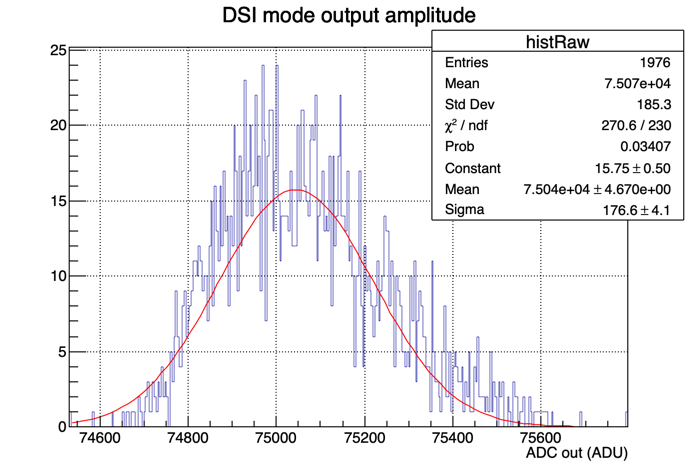 DSI mode output amplitude
histRaw
Entries 1976
Mean 7.507e+04
Std Dev 185.3
χ² / ndf 270.6 / 230
Prob 0.03407
Constant 15.75 ± 0.50
Mean 7.504e+04 ± 4.670e+00
Sigma 176.6 ± 4.1
25
20
15
10
5
0
74600 74800 75000 75200 75400 75600
ADC out (ADU)